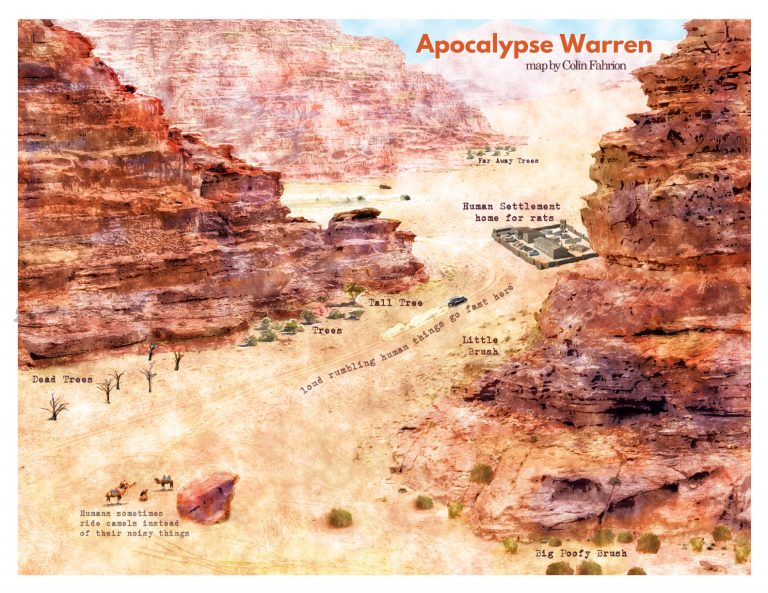 Apocalypse Warren
map by Colin Fahrion
Far Away Trees
Human Settlement
home for rats
Tall Tree
Trees
loud rumbling human things go fast here
Little
Brush
Dead Trees
Humans sometimes
ride camels instead
of their noisy things
Big Poofy Brush